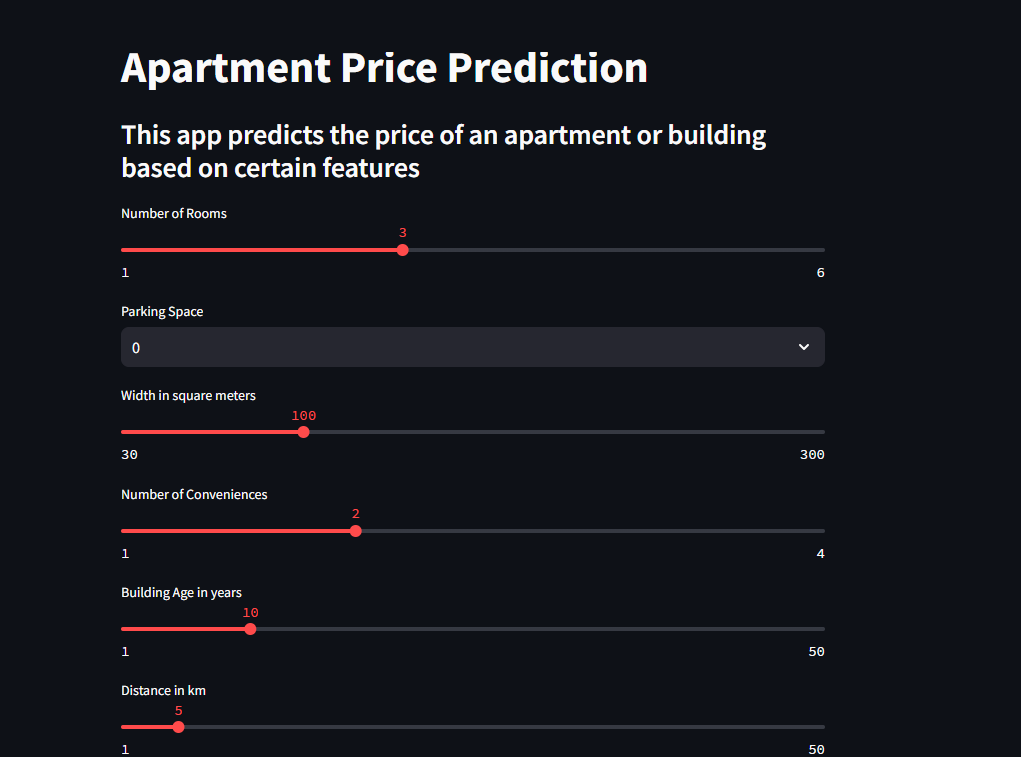 Apartment Price Prediction
This app predicts the price of an apartment or building
based on certain features
Number of Rooms
3
1 6
Parking Space
0
Width in square meters
100
30 300
Number of Conveniences
2
1 4
Building Age in years
10
1 50
Distance in km
5
1 50